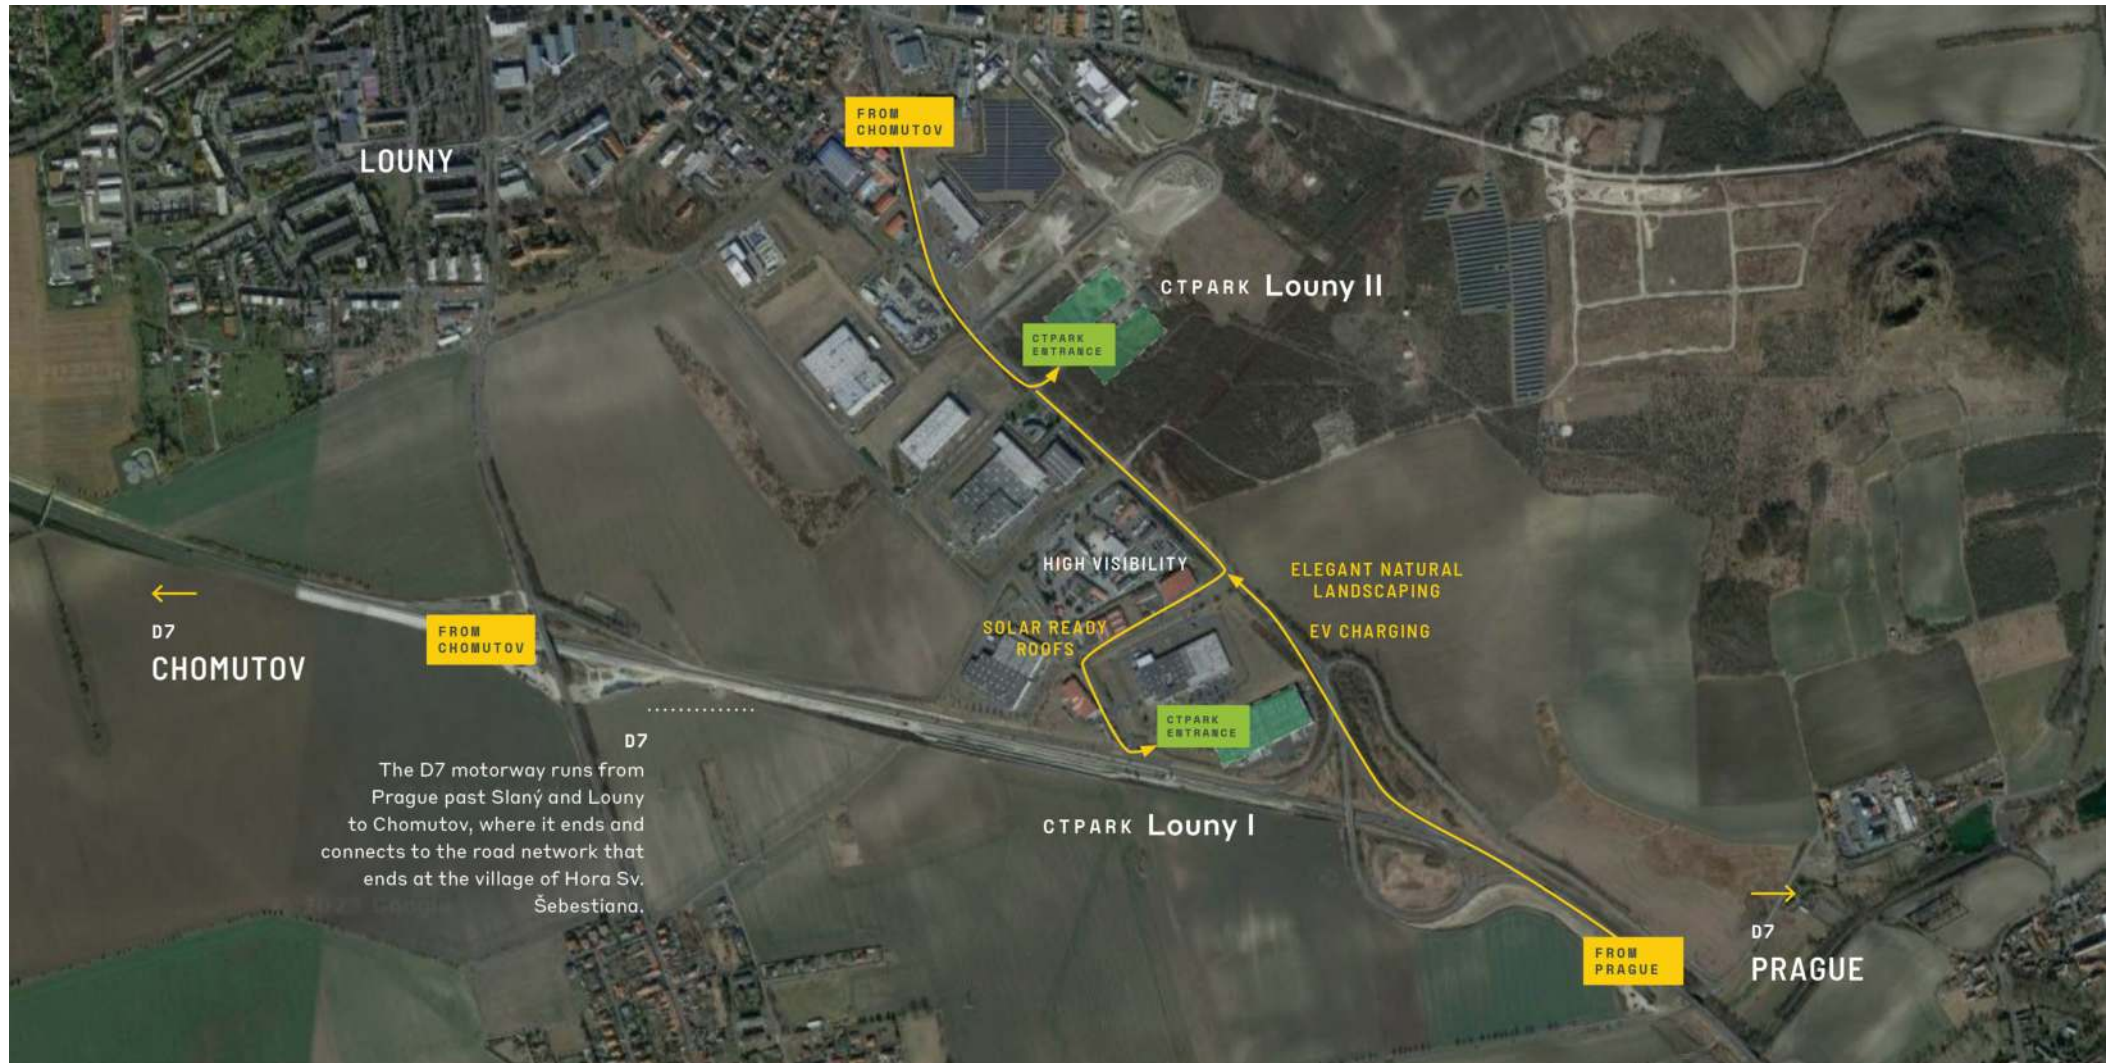 FROM
CHOMUTOV
LOUNY
CTPARK Louny II
CTPARK
ENTRANCE
HIGH VISIBILITY
ELEGANT NATURAL
LANDSCAPING
EV CHARGING
SOLAR READY
ROOFS
D7
CHOMUTOV
FROM
CHOMUTOV
CTPARK
ENTRANCE
D7
The D7 motorway runs from
Prague past Slaný and Louny
to Chomutov, where it ends and
connects to the road network that
ends at the village of Hora Sv.
Šebestiana.
CTPARK Louny I
FROM
PRAGUE
D7
PRAGUE